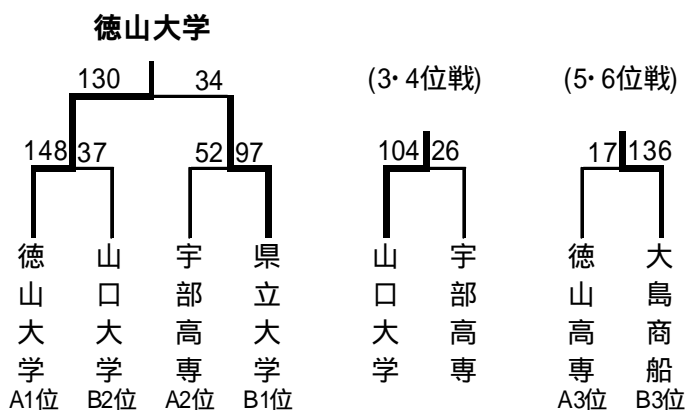 徳山大学
130 34 (3・4位戦) (5・6位戦)
148 37 52 97 104 26 17 136
徳山大学 山口大学 宇部高専 県立大学 山口大学 宇部高専 徳山高専 大島商船
A1位 B2位 A2位 B1位 A3位 B3位